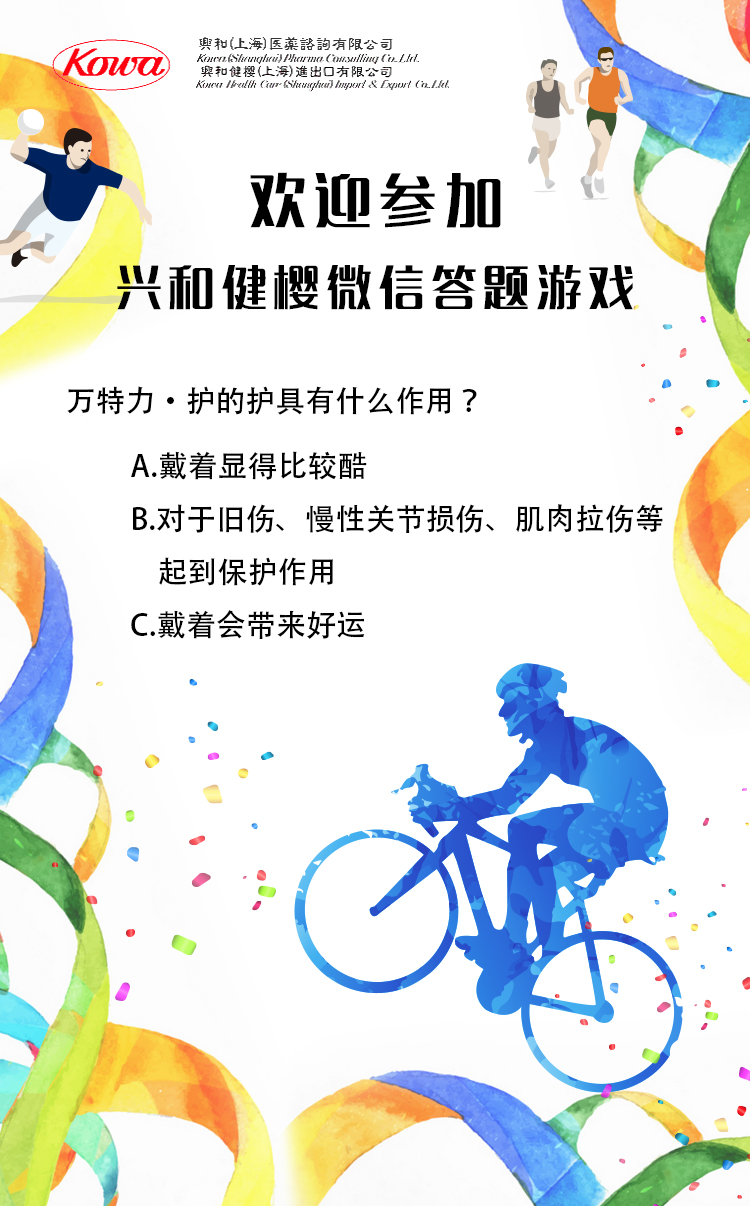 Kowa
興和(上海)医薬諮詢有限公司
Kowa(Shanghai)Pharma Consulting Co.Ltd.
興和健櫻(上海)進出口有限公司
Kowa Health Care(Shanghai)Import & Export Co.,Ltd.
欢迎参加
兴和健樱微信答题游戏
万特力·护的护具有什么作用？
A.戴着显得比较酷
B.对于旧伤、慢性关节损伤、肌肉拉伤等
起到保护作用
C.戴着会带来好运